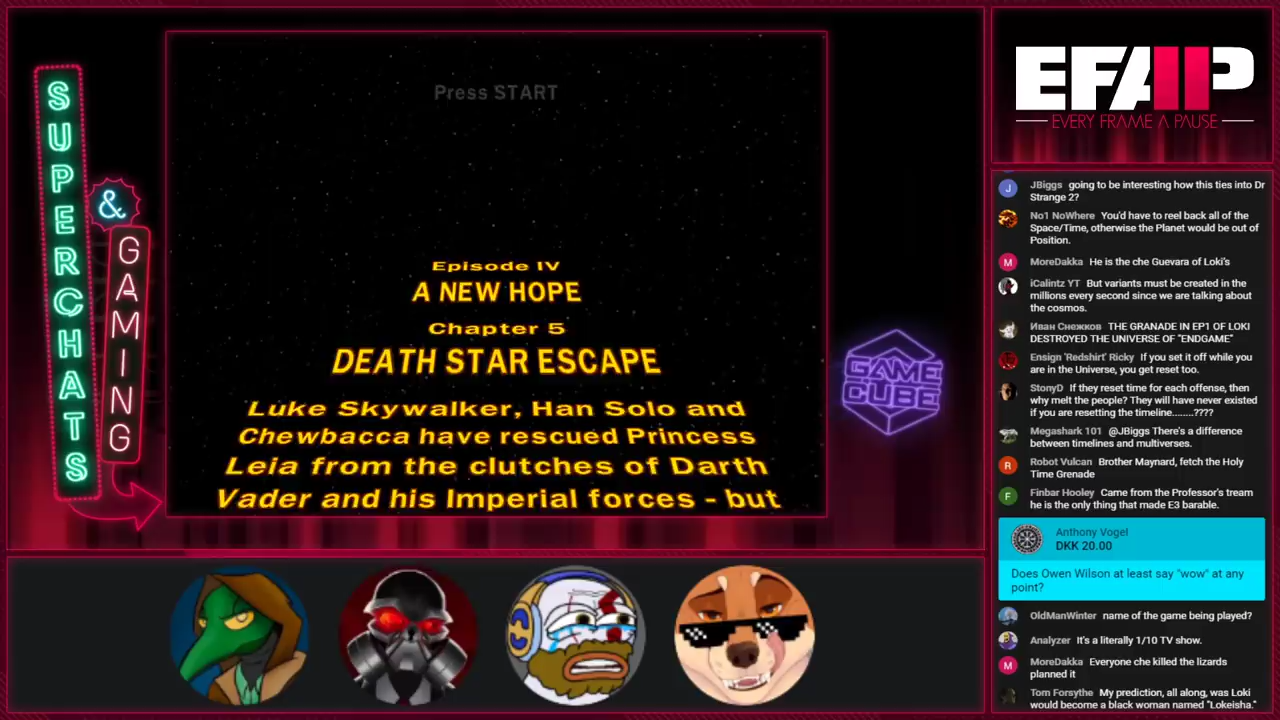 SUPERCHATS
&
GAMING
Press START
Episode IV
A NEW HOPE
Chapter 5
DEATH STAR ESCAPE
Luke Skywalker, Han Solo and
Chewbacca have rescued Princess
Leia from the clutches of Darth
Vader and his Imperial forces - but
GAME
CUBE
EFAP
EVERY FRAME A PAUSE
J
JBiggs going to be interesting how this ties into Dr
Strange 2?
No1 NoWhere You'd have to reel back all of the
Space/Time, otherwise the Planet would be out of
Position.
M
MoreDakka He is the che Guevara of Loki's
iCalintz YT But variants must be created in the
millions every second since we are talking about
the cosmos.
Иван Снежков THE GRANADE IN EP1 OF LOKI
DESTROYED THE UNIVERSE OF "ENDGAME"
Ensign 'Redshirt' Ricky If you set it off while you
are in the Universe, you get reset too.
StonyD If they reset time for each offense, then
why melt the people? They will have never existed
if you are resetting the timeline........????
Megashark 101 @JBiggs There's a difference
between timelines and multiverses.
R
Robot Vulcan Brother Maynard, fetch the Holy
Time Grenade
F
Finbar Hooley Came from the Professor's tream
he is the only thing that made E3 barable.
Anthony Vogel
DKK 20.00
Does Owen Wilson at least say "wow" at any
point?
OldManWinter name of the game being played?
Analyzer It's a literally 1/10 TV show.
M
MoreDakka Everyone che killed the lizards
planned it
Tom Forsythe My prediction, all along, was Loki
would become a black woman named "Lokeisha."